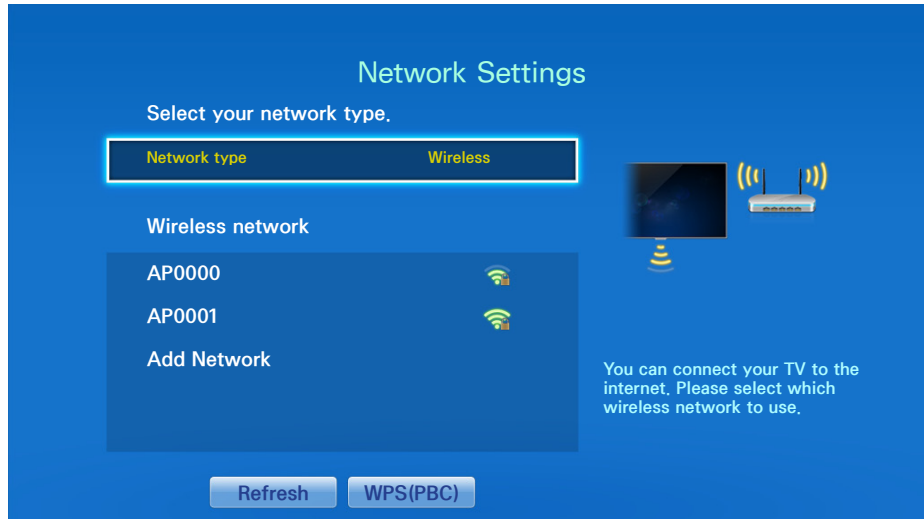 Network Settings
Select your network type.
Network type Wireless
Wireless network
AP0000
AP0001
Add Network
You can connect your TV to the
internet. Please select which
wireless network to use.
Refresh WPS(PBC)